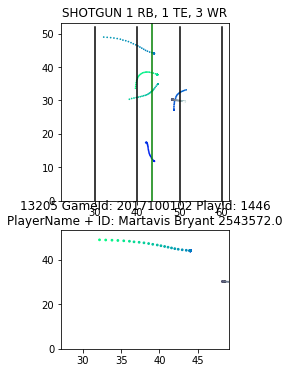 SHOTGUN 1 RB, 1 TE, 3 WR
50
40
30
20
10
0
30 40 50 60
13205 GameId: 2017100102 PlayId: 1446
PlayerName + ID: Martavis Bryant 2543572.0
40
20
0
30 35 40 45